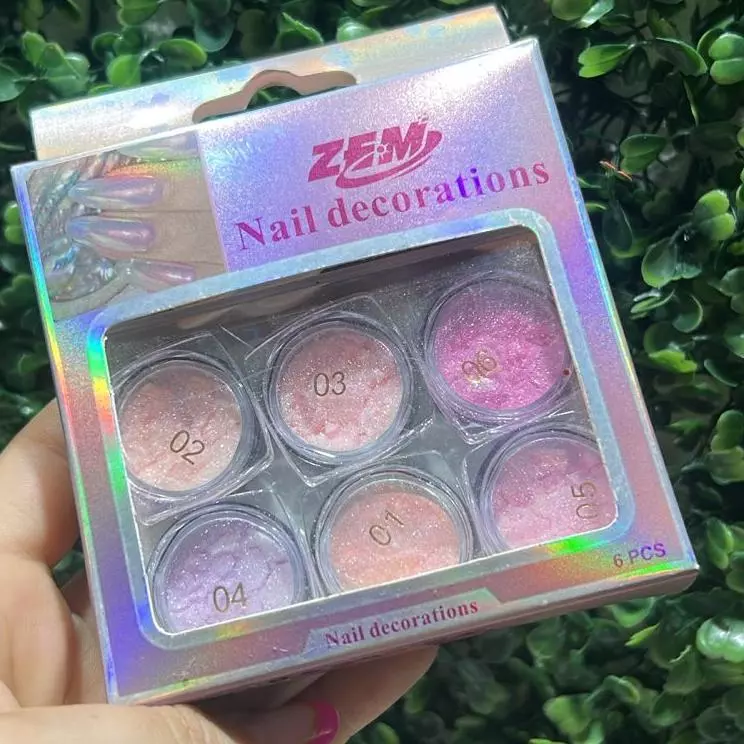 ZEM
Nail decorations
02
03
06
04
01
05
6 PCS
Nail decorations